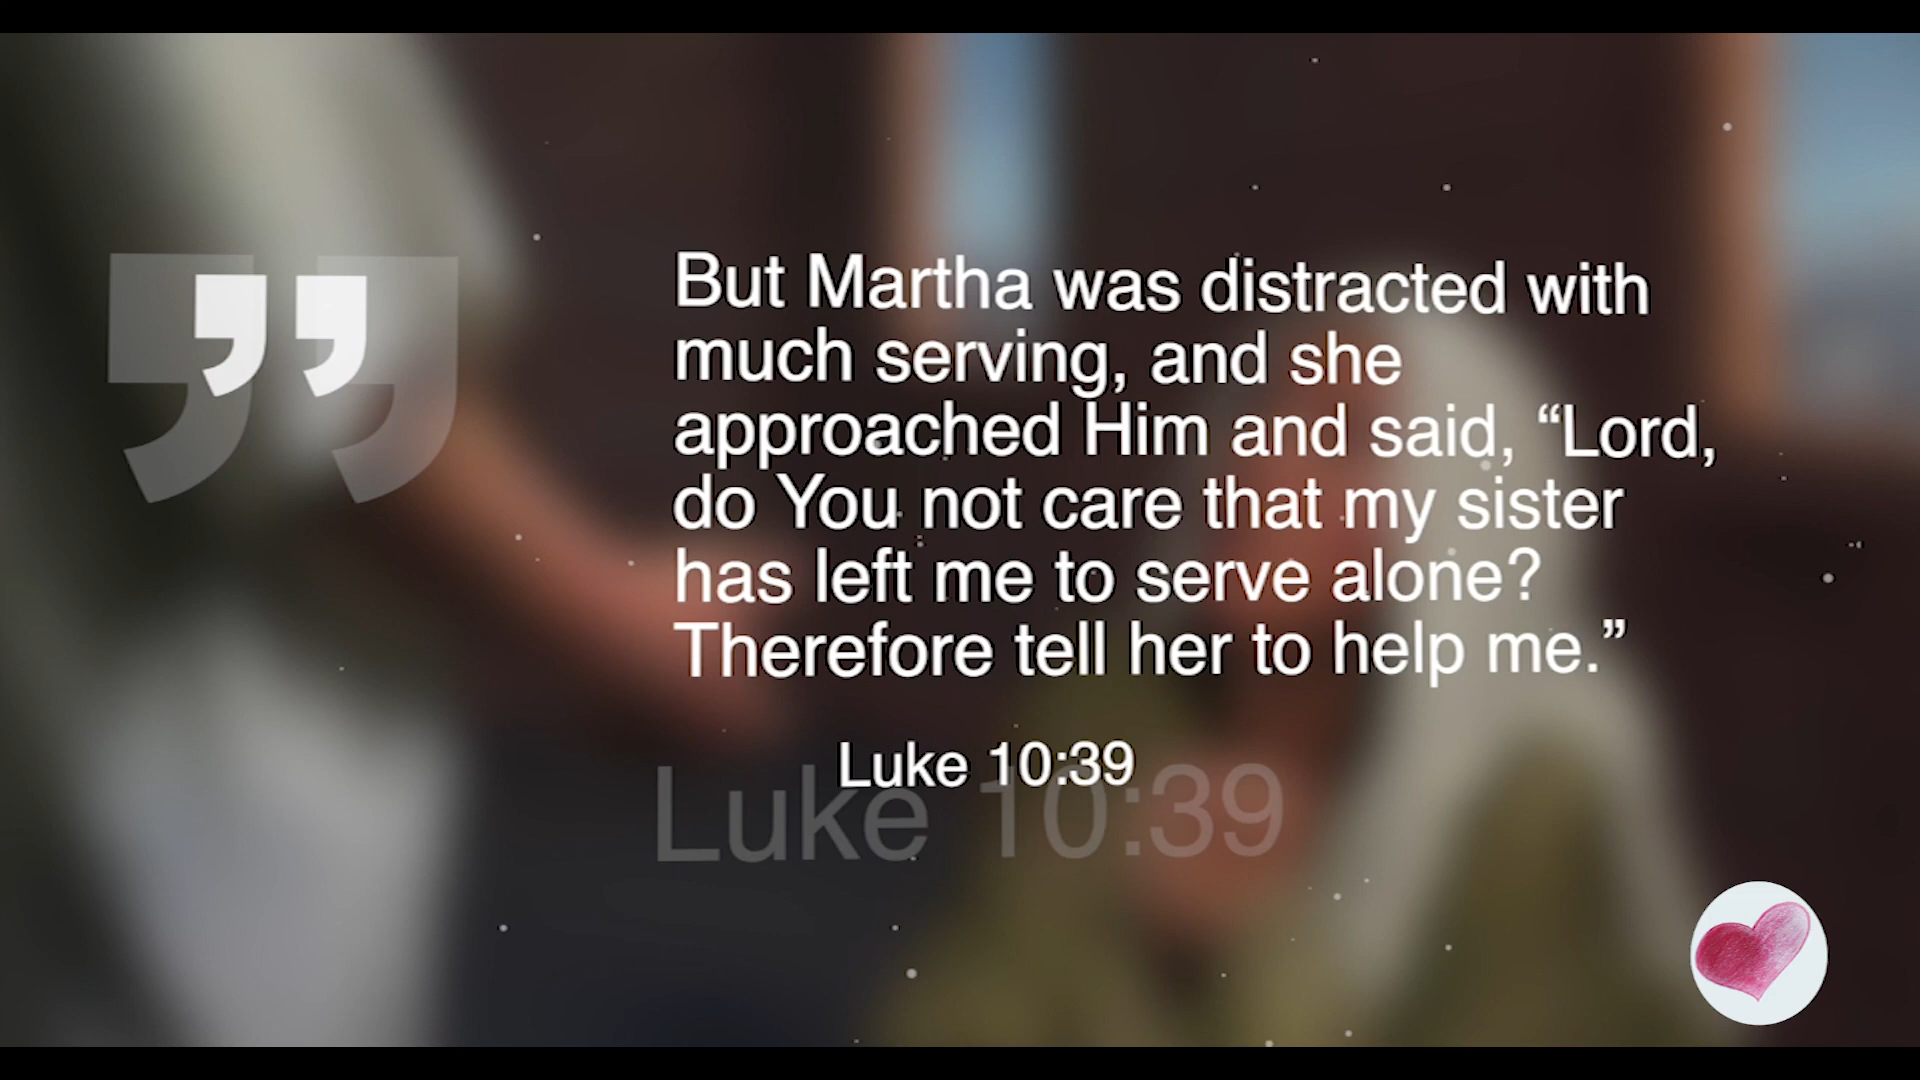 But Martha was distracted with
much serving, and she
approached Him and said, “Lord,
do You not care that my sister
has left me to serve alone?
Therefore tell her to help me.”
Luke 10:39
Luke 10:39